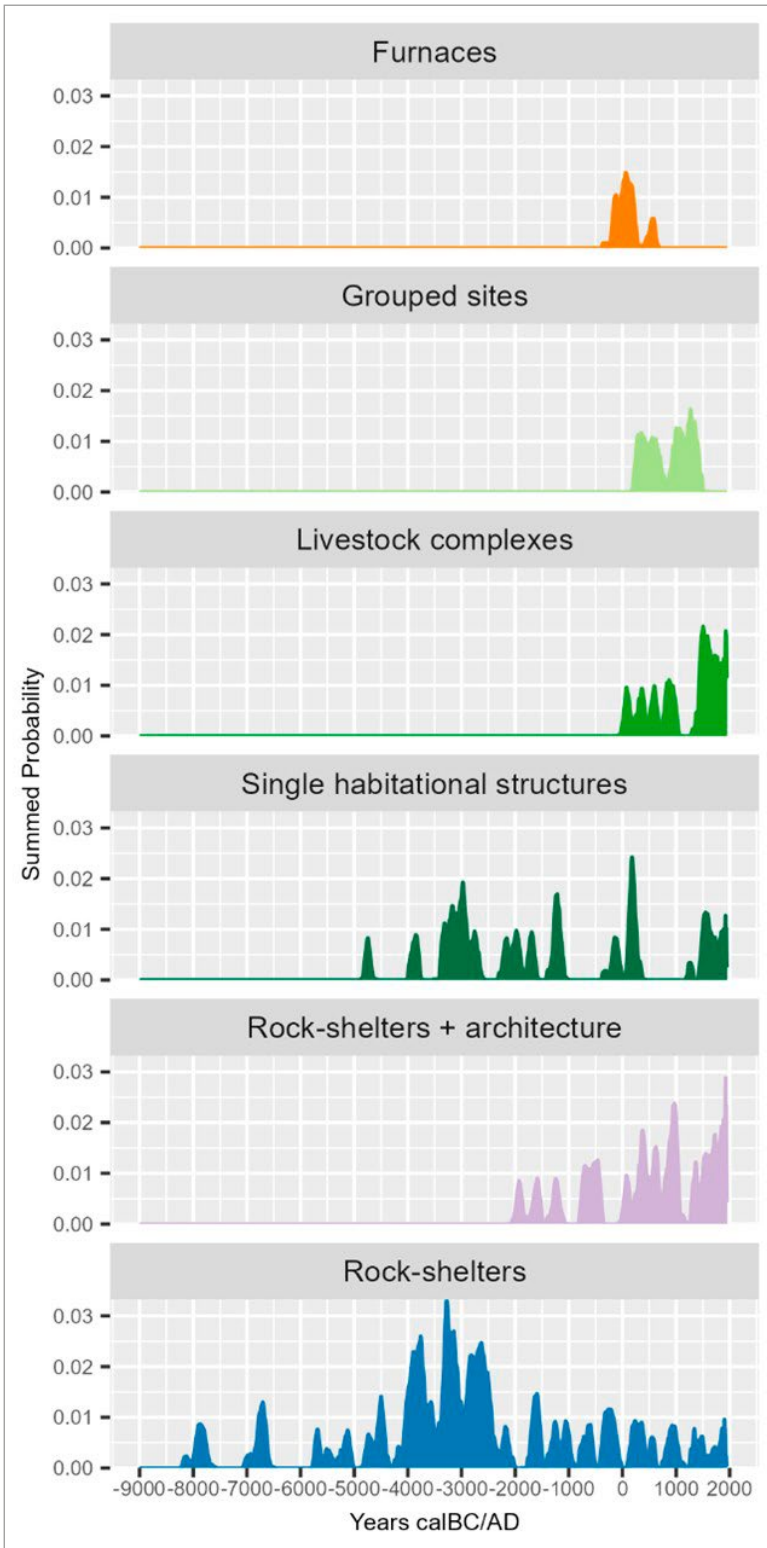 Furnaces
0.03
0.02
0.01
0.00
Grouped sites
0.03
0.02
0.01
0.00
Livestock complexes
0.03
0.02
0.01
0.00
Single habitational structures
0.03
0.02
0.01
0.00
Rock-shelters + architecture
0.03
0.02
0.01
0.00
Rock-shelters
0.03
0.02
0.01
0.00
Summed Probability
-9000 -8000 -7000 -6000 -5000 -4000 -3000 -2000 -1000 0 1000 2000
Years calBC/AD